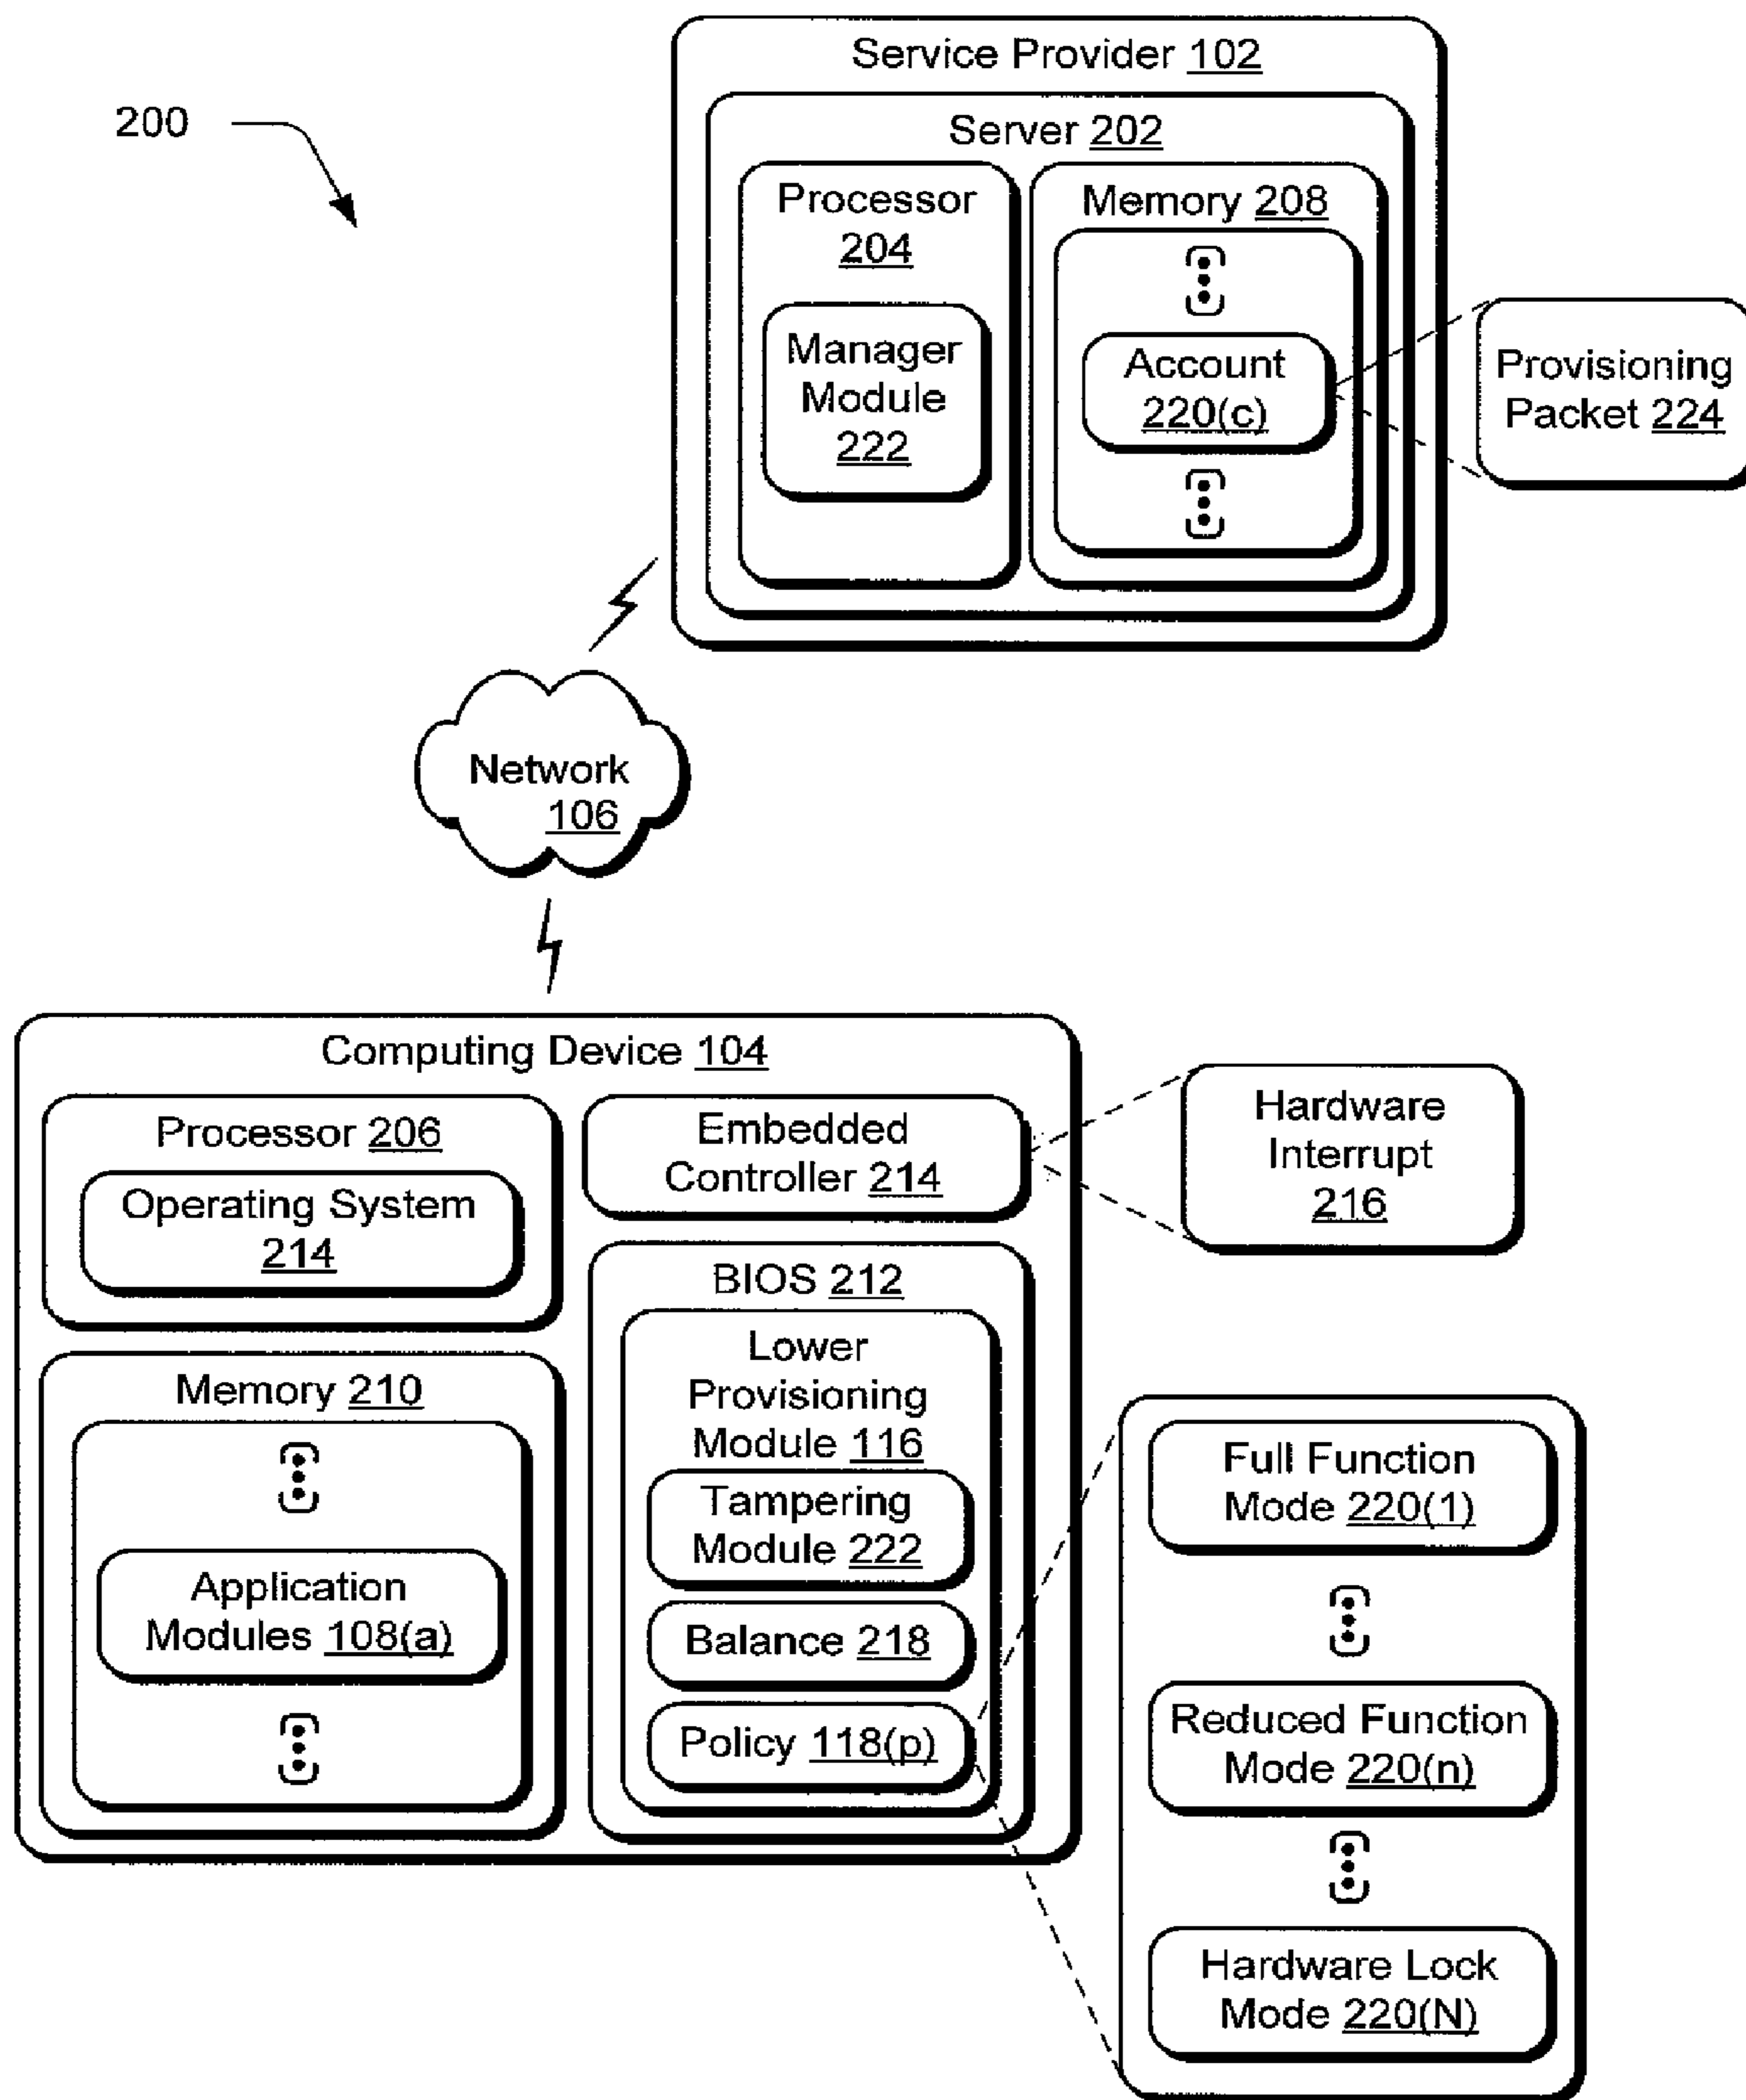 200
Service Provider 102
Server 202
Processor
204
Manager
Module
222
Memory 208
Account
220(c)
Provisioning
Packet 224
Network
106
Computing Device 104
Processor 206
Operating System
214
Embedded
Controller 214
Hardware
Interrupt
216
Memory 210
Application
Modules 108(a)
BIOS 212
Lower
Provisioning
Module 116
Tampering
Module 222
Balance 218
Policy 118(p)
Full Function
Mode 220(1)
Reduced Function
Mode 220(n)
Hardware Lock
Mode 220(N)